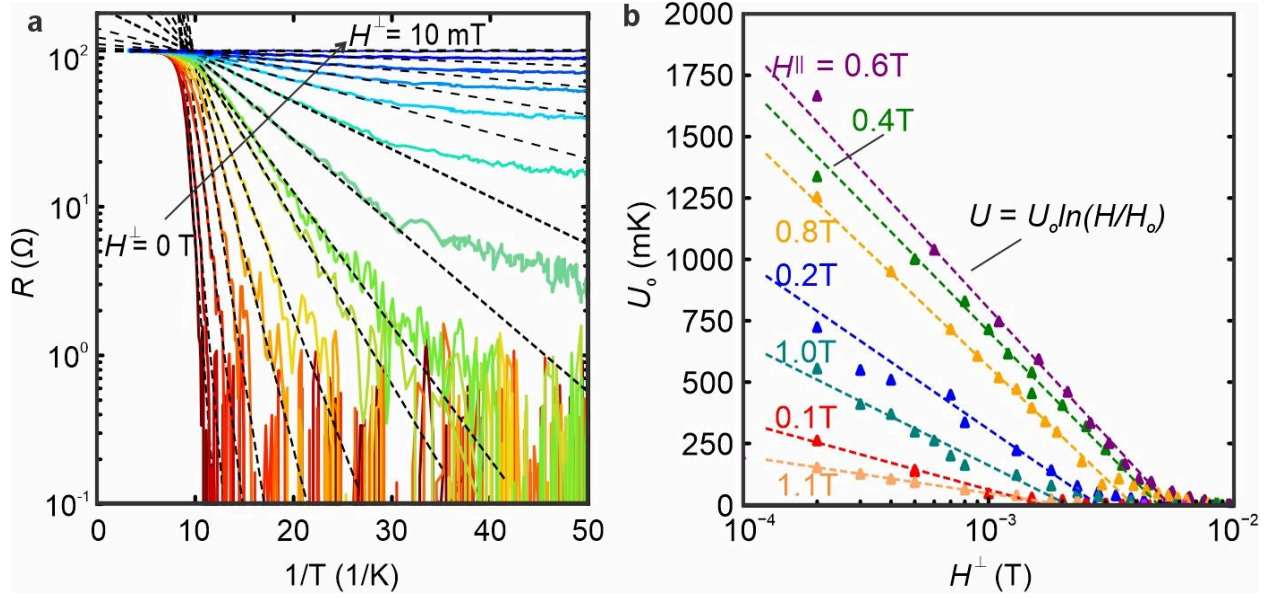 a
H⊥ = 10 mT
H⊥= 0 T
R (Ω)
10²
10¹
10⁰
10⁻¹
0
10
20
30
40
50
1/T (1/K)
b
2000
1750
1500
1250
1000
750
500
250
0
Uₒ (mK)
H|| = 0.6T
0.4T
0.8T
0.2T
1.0T
0.1T
1.1T
U = Uₒln(H/Hₒ)
10⁻⁴
10⁻³
10⁻²
H⊥ (T)